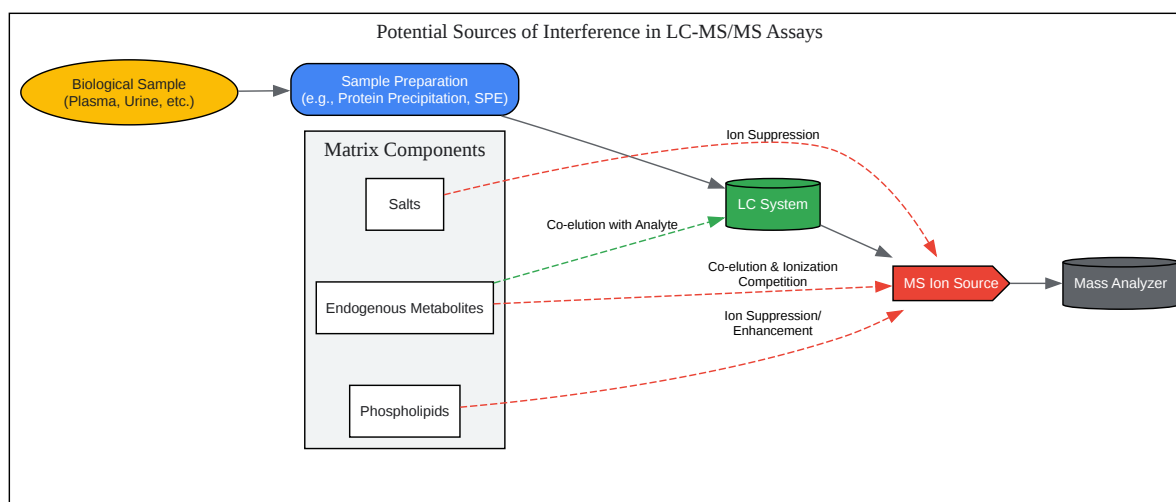 Potential Sources of Interference in LC-MS/MS Assays
Biological Sample
(Plasma, Urine, etc.)
Sample Preparation
(e.g., Protein Precipitation, SPE)
Matrix Components
Salts
Endogenous Metabolites
Phospholipids
Ion Suppression
Co-elution with Analyte
LC System
Co-elution & Ionization
Competition
Ion Suppression/
Enhancement
MS Ion Source
Mass Analyzer